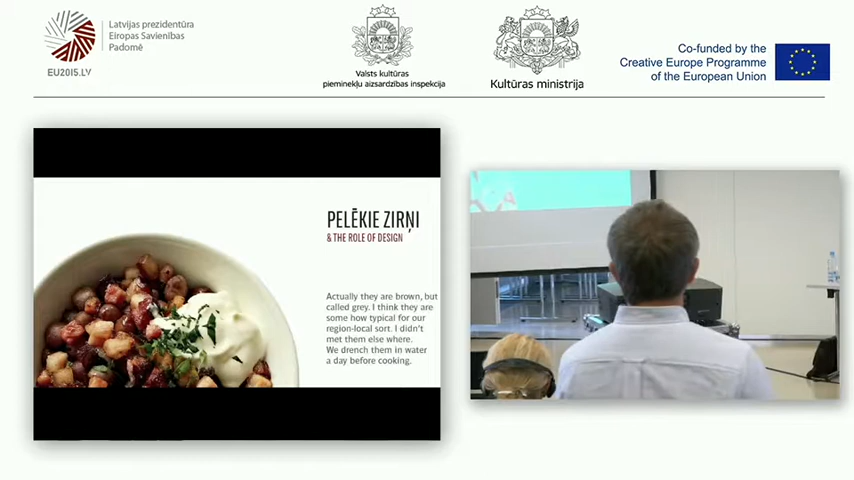 Latvijas prezidentūra
Eiropas Savienības
Padomē
EU2015.LV
Valsts kultūras
pieminekļu aizsardzības inspekcija
Kultūras ministrija
Co-funded by the
Creative Europe Programme
of the European Union
PELĒKIE ZIRŅI
& THE ROLE OF DESIGN
Actually they are brown, but
called grey. I think they are
some how typical for our
region-local sort. I didn't
met them else where.
We drench them in water
a day before cooking.